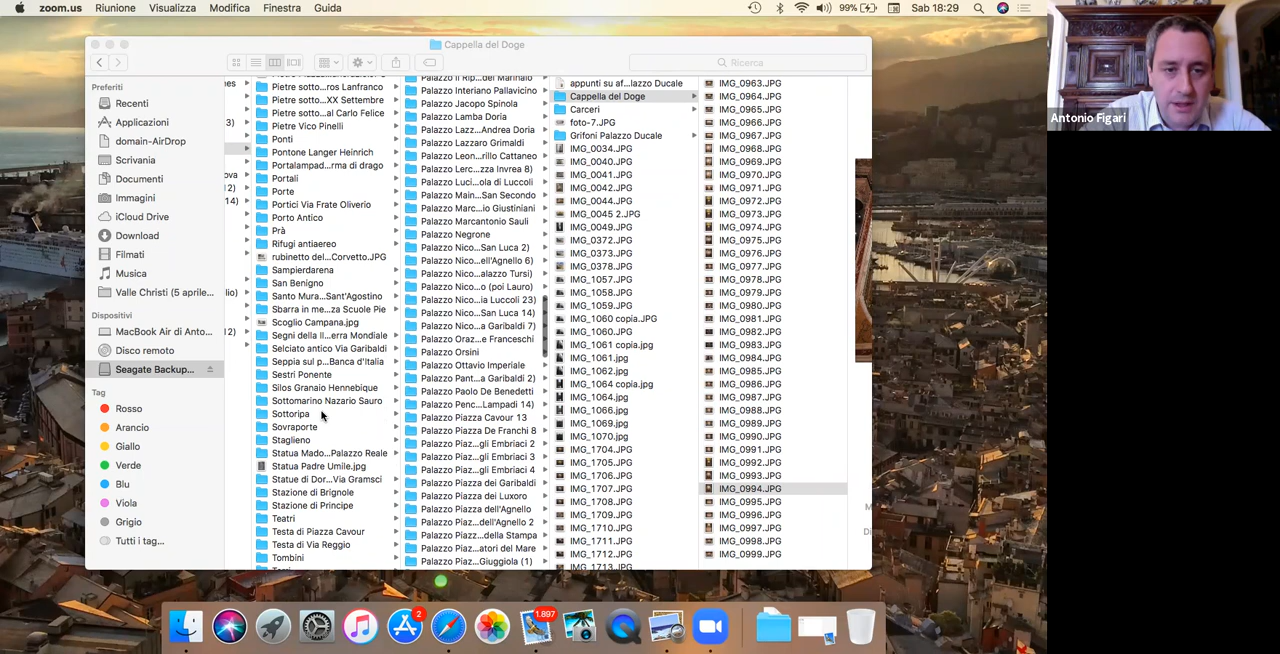 zoom.us Riunione Visualizza Modifica Finestra Guida 99% Sab 18:29
Cappella del Doge
Ricerca
Preferiti
Recenti
Applicazioni
domain-AirDrop
Scrivania
Documenti
Immagini
iCloud Drive
Download
Filmati
Musica
Valle Christi (5 aprile...
Dispositivi
MacBook Air di Anto...
Disco remoto
Seagate Backup...
Tag
Rosso
Arancio
Giallo
Verde
Blu
Viola
Grigio
Tutti i tag...
nes
3)
ova
12)
14)
olio)
12)
Pietre sotto...ros Lanfranco
Pietre sotto...XX Settembre
Pietre sotto...al Carlo Felice
Pietre Vico Pinelli
Ponti
Pontone Langer Heinrich
Portalampad...ma di drago
Portali
Porte
Portici Via Frate Oliverio
Porto Antico
Prà
Rifugi antiaereo
rubinetto del...Corvetto.JPG
Sampierdarena
San Benigno
Santo Mura...Sant'Agostino
Sbarra in me...za Scuole Pie
Scoglio Campana.jpg
Segni della II...erra Mondiale
Selciato antico Via Garibaldi
Seppia sul p...Banca d'Italia
Sestri Ponente
Silos Granaio Hennebique
Sottomarino Nazario Sauro
Sottoripa
Sovraporte
Staglieno
Statua Mado...Palazzo Reale
Statua Padre Umile.jpg
Statue di Dor...Via Gramsci
Stazione di Brignole
Stazione di Principe
Teatri
Testa di Piazza Cavour
Testa di Via Reggio
Tombini
Palazzo Il Rip...del Marinaio
Palazzo Interiano Pallavicino
Palazzo Jacopo Spinola
Palazzo Lamba Doria
Palazzo Lazz...Andrea Doria
Palazzo Lazzaro Grimaldi
Palazzo Leon...rillo Cattaneo
Palazzo Lerc...zza Invrea 8)
Palazzo Luci...ola di Luccoli
Palazzo Main...San Secondo
Palazzo Marc...io Giustiniani
Palazzo Marcantonio Sauli
Palazzo Negrone
Palazzo Nico...San Luca 2)
Palazzo Nico...ell'Agnello 6)
Palazzo Nico...alazzo Tursi)
Palazzo Nico...o (poi Lauro)
Palazzo Nico...ia Luccoli 23)
Palazzo Nico...San Luca 14)
Palazzo Nico...a Garibaldi 7)
Palazzo Oraz...e Franceschi
Palazzo Orsini
Palazzo Ottavio Imperiale
Palazzo Pant...a Garibaldi 2)
Palazzo Paolo De Benedetti
Palazzo Penc...Lampadi 14)
Palazzo Piazza Cavour 13
Palazzo Piazza De Franchi 8
Palazzo Piaz...gli Embriaci 2
Palazzo Piaz...gli Embriaci 3
Palazzo Piaz...gli Embriaci 4
Palazzo Piazza dei Garibaldi
Palazzo Piazza dei Luxoro
Palazzo Piazza dell'Agnello
Palazzo Piazz...dell'Agnello 2
Palazzo Piazz...della Stampa
Palazzo Piaz...atori del Mare
Palazzo Piaz...Giuggiola (1)
appunti su af...lazzo Ducale
Cappella del Doge
Carceri
foto-7.JPG
Grifoni Palazzo Ducale
IMG_0034.JPG
IMG_0040.JPG
IMG_0041.JPG
IMG_0042.JPG
IMG_0044.JPG
IMG_0045 2.JPG
IMG_0049.JPG
IMG_0372.JPG
IMG_0373.JPG
IMG_0378.JPG
IMG_1057.JPG
IMG_1058.JPG
IMG_1059.JPG
IMG_1060 copia.JPG
IMG_1060.JPG
IMG_1061 copia.jpg
IMG_1061.jpg
IMG_1062.jpg
IMG_1064 copia.jpg
IMG_1064.jpg
IMG_1066.jpg
IMG_1069.jpg
IMG_1070.jpg
IMG_1704.JPG
IMG_1705.JPG
IMG_1706.JPG
IMG_1707.JPG
IMG_1708.JPG
IMG_1709.JPG
IMG_1710.JPG
IMG_1711.JPG
IMG_1712.JPG
IMG_1713.JPG
IMG_0963.JPG
IMG_0964.JPG
IMG_0966.JPG
IMG_0967.JPG
IMG_0968.JPG
IMG_0969.JPG
IMG_0970.JPG
IMG_0971.JPG
IMG_0972.JPG
IMG_0973.JPG
IMG_0974.JPG
IMG_0975.JPG
IMG_0976.JPG
IMG_0977.JPG
IMG_0978.JPG
IMG_0979.JPG
IMG_0980.JPG
IMG_0981.JPG
IMG_0982.JPG
IMG_0983.JPG
IMG_0984.JPG
IMG_0985.JPG
IMG_0986.JPG
IMG_0987.JPG
IMG_0988.JPG
IMG_0989.JPG
IMG_0990.JPG
IMG_0991.JPG
IMG_0992.JPG
IMG_0993.JPG
IMG_0994.JPG
IMG_0995.JPG
IMG_0996.JPG
IMG_0997.JPG
IMG_0998.JPG
IMG_0999.JPG
M
Di
Antonio Figari
2
1.897